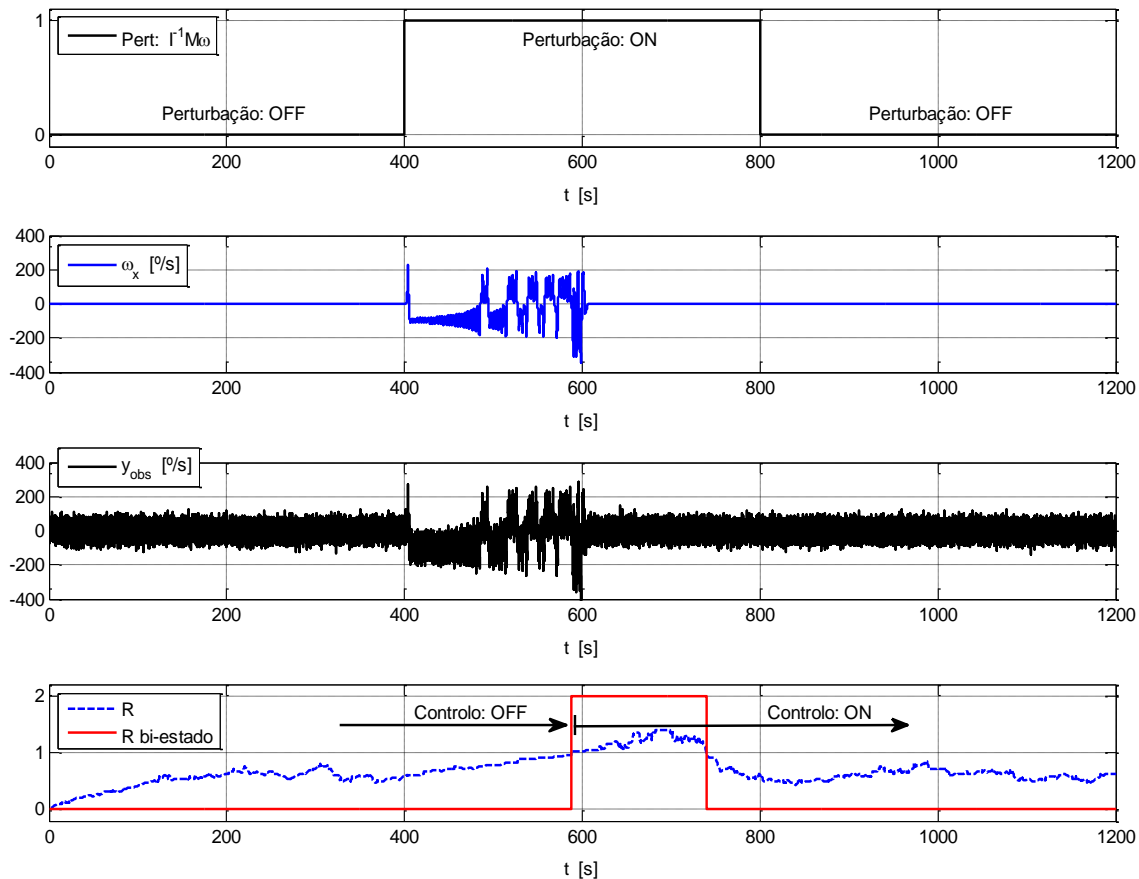 1
Pert: I⁻¹Mω
Perturbação: ON
Perturbação: OFF
Perturbação: OFF
0
0 200 400 600 800 1000 1200
t [s]
400
ω_x [º/s]
200
0
-200
-400
0 200 400 600 800 1000 1200
t [s]
400
y_obs [º/s]
200
0
-200
-400
0 200 400 600 800 1000 1200
t [s]
2
R
R bi-estado
Controlo: OFF
Controlo: ON
1
0
0 200 400 600 800 1000 1200
t [s]